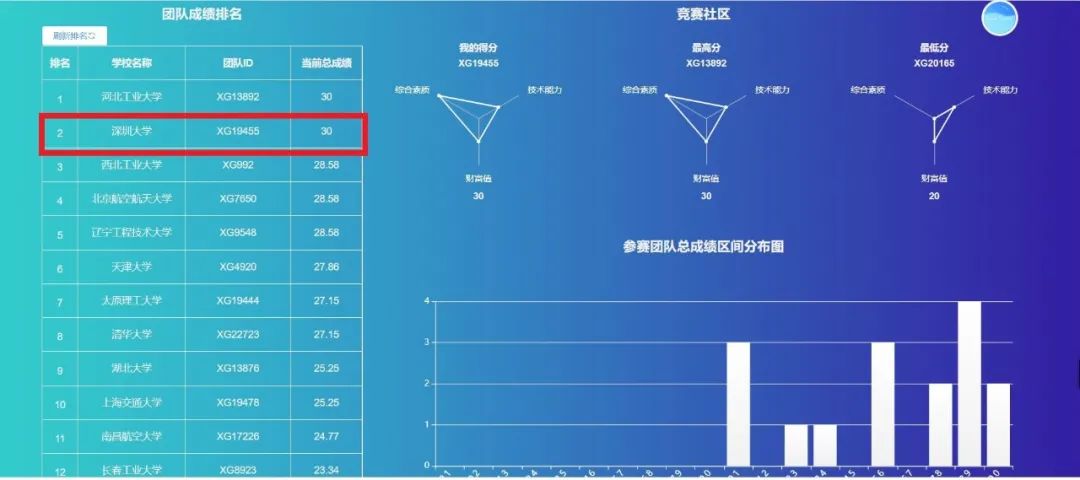 团队成绩排名
刷新排名
排名 学校名称 团队ID 当前总成绩
1 河北工业大学 XG13892 30
2 深圳大学 XG19455 30
3 西北工业大学 XG992 28.58
4 北京航空航天大学 XG7650 28.58
5 辽宁工程技术大学 XG9548 28.58
6 天津大学 XG4920 27.86
7 太原理工大学 XG19444 27.15
8 清华大学 XG22723 27.15
9 湖北大学 XG13876 25.25
10 上海交通大学 XG19478 25.25
11 南昌航空大学 XG17226 24.77
12 长春工业大学 XG8923 23.34
竞赛社区
我的得分
XG19455
综合素质 技术能力
财富值
30
最高分
XG13892
综合素质 技术能力
财富值
30
最低分
XG20165
综合素质 技术能力
财富值
20
参赛团队总成绩区间分布图
4
3
2
1
0